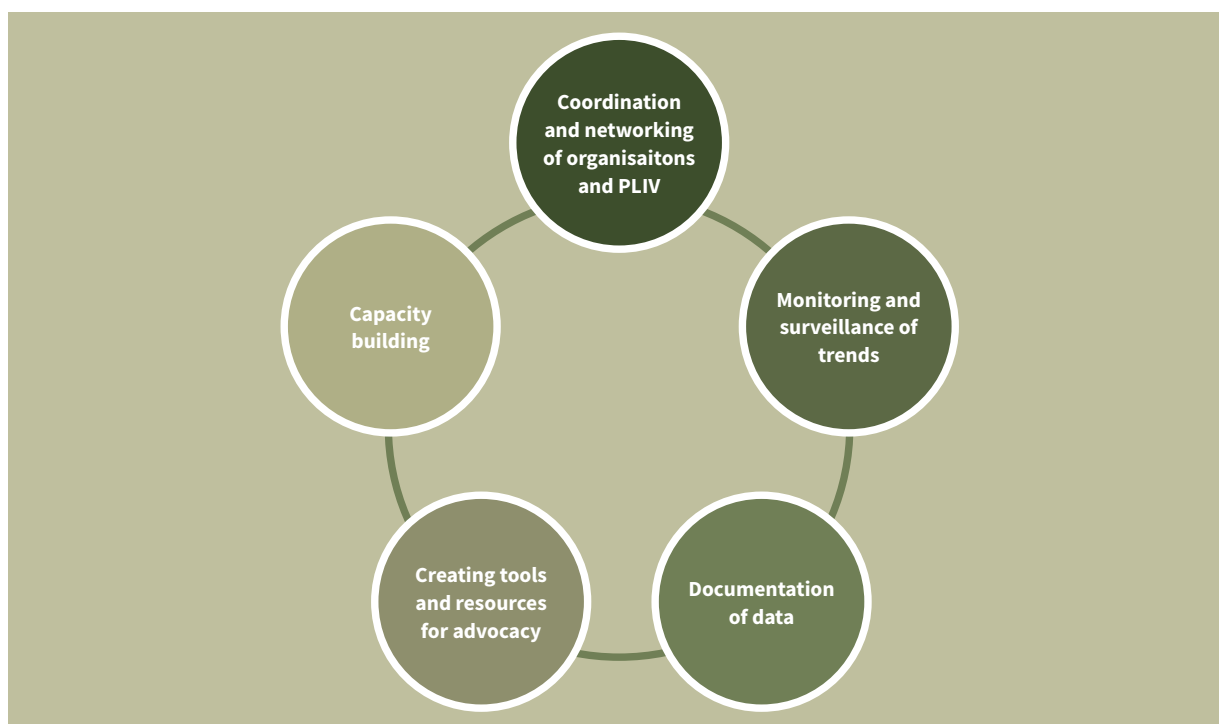 Coordination
and networking
of organisaitons
and PLIV
Monitoring and
surveillance of
trends
Documentation
of data
Creating tools
and resources
for advocacy
Capacity
building